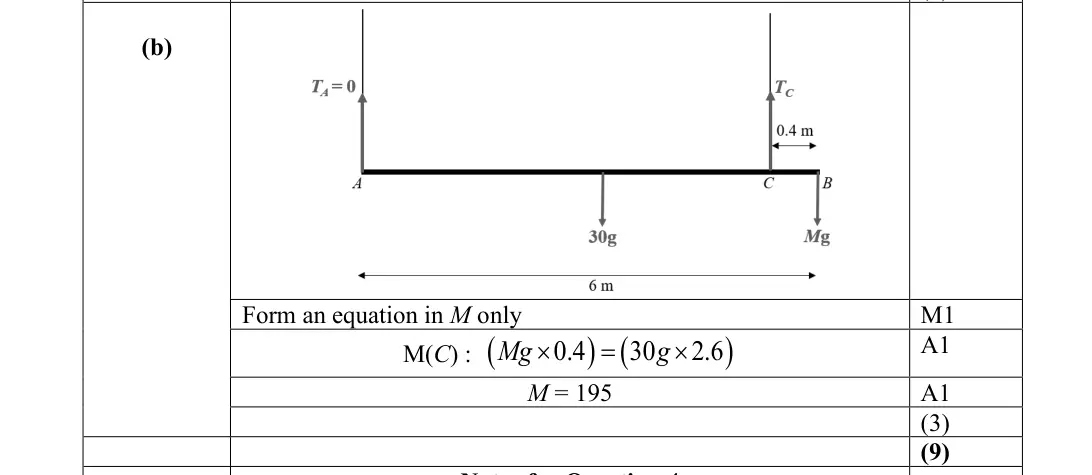 (b)
T_A = 0
T_C
0.4 m
A
C
B
30g
Mg
6 m
Form an equation in M only
M1
M(C) : (Mg × 0.4) = (30g × 2.6)
A1
M = 195
A1
(3)
(9)